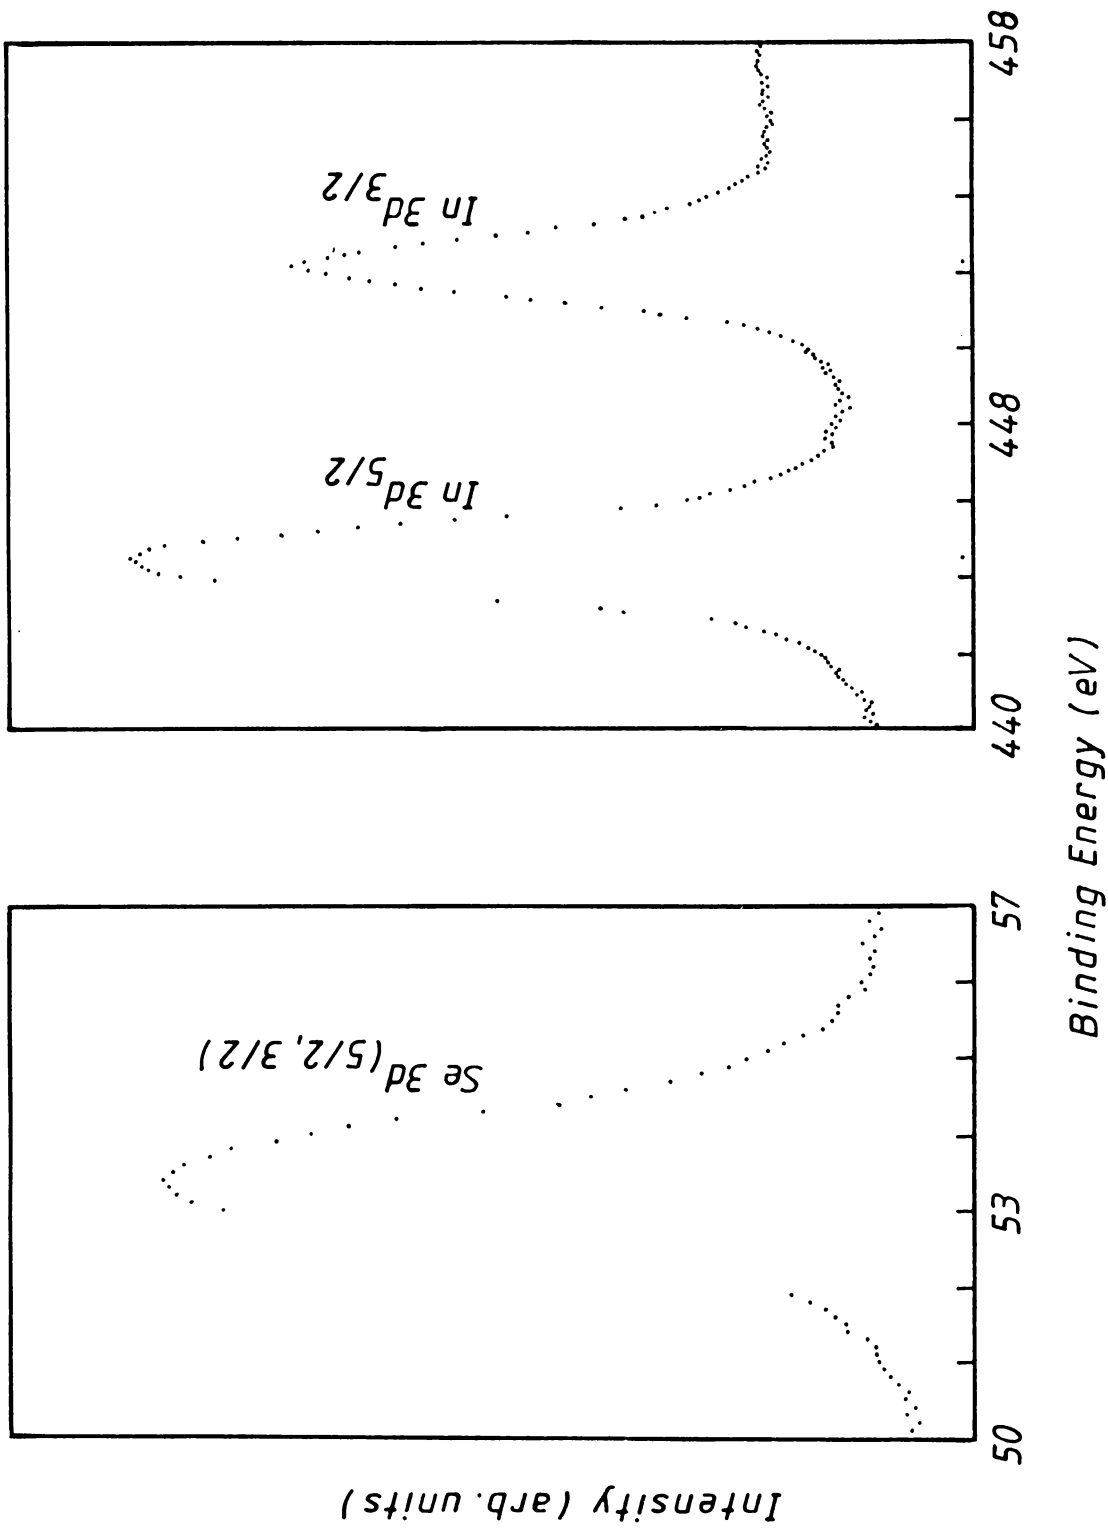 Intensity (arb. units)
Se 3d(5/2, 3/2)
50
53
57
In 3d5/2
In 3d3/2
440
448
458
Binding Energy (eV)